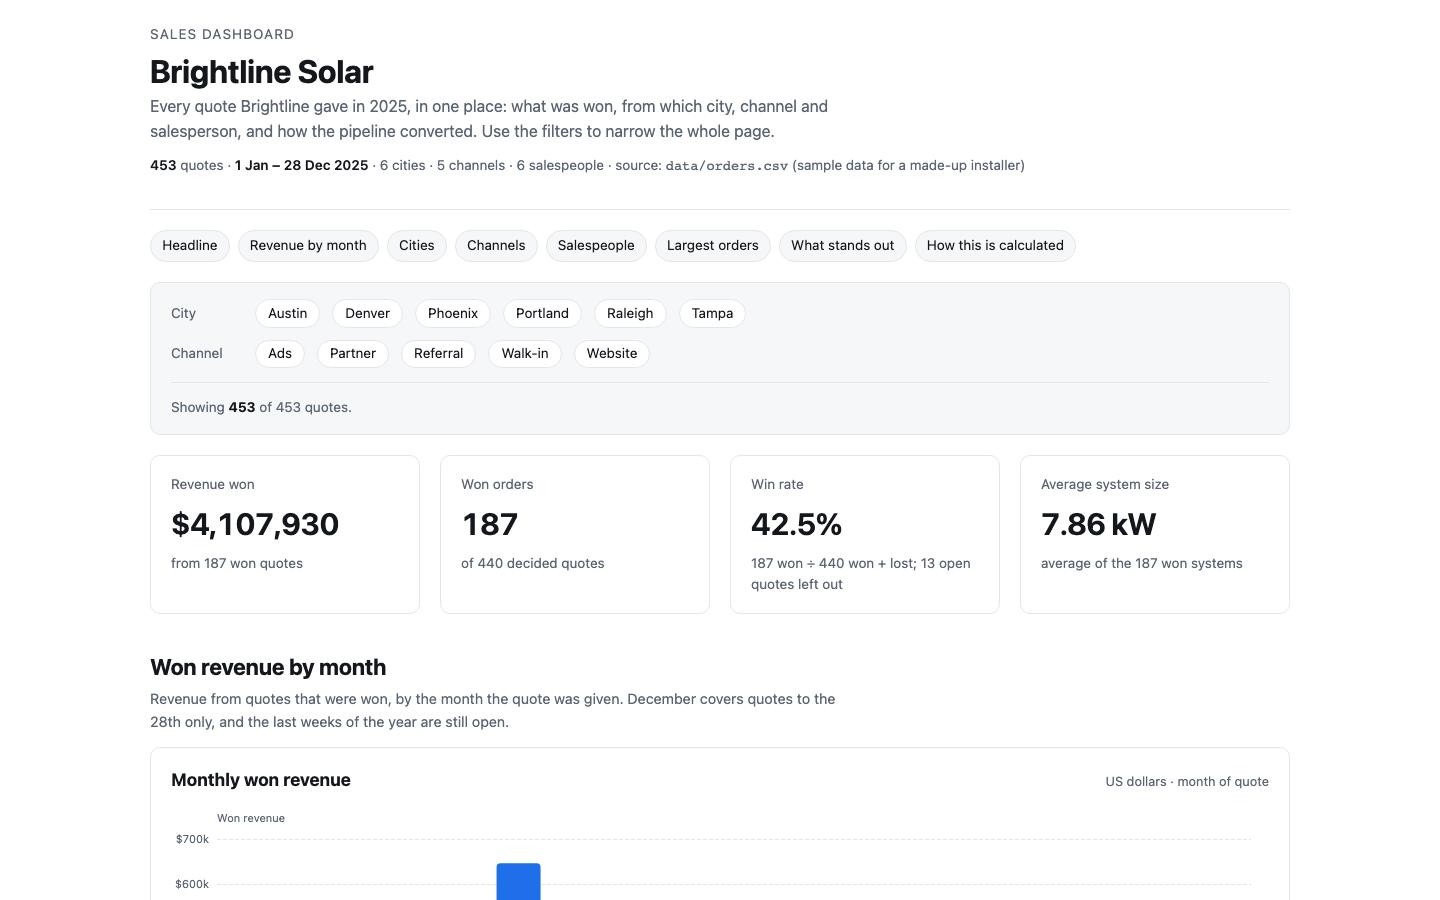 SALES DASHBOARD
Brightline Solar
Every quote Brightline gave in 2025, in one place: what was won, from which city, channel and
salesperson, and how the pipeline converted. Use the filters to narrow the whole page.
453 quotes · 1 Jan – 28 Dec 2025 · 6 cities · 5 channels · 6 salespeople · source: data/orders.csv (sample data for a made-up installer)
Headline Revenue by month Cities Channels Salespeople Largest orders What stands out How this is calculated
City Austin Denver Phoenix Portland Raleigh Tampa
Channel Ads Partner Referral Walk-in Website
Showing 453 of 453 quotes.
Revenue won
$4,107,930
from 187 won quotes
Won orders
187
of 440 decided quotes
Win rate
42.5%
187 won ÷ 440 won + lost; 13 open
quotes left out
Average system size
7.86 kW
average of the 187 won systems
Won revenue by month
Revenue from quotes that were won, by the month the quote was given. December covers quotes to the
28th only, and the last weeks of the year are still open.
Monthly won revenue US dollars · month of quote
Won revenue
$700k
$600k